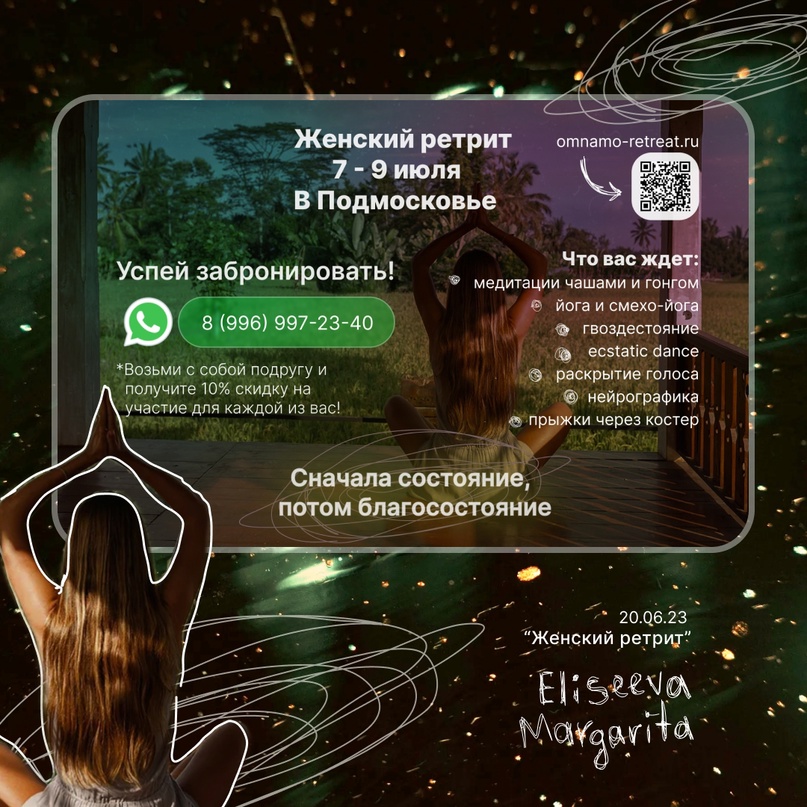 Женский ретрит
7 - 9 июля
В Подмосковье
omnamo-retreat.ru
Успей забронировать!
8 (996) 997-23-40
*Возьми с собой подругу и
получите 10% скидку на
участие для каждой из вас!
Что вас ждет:
медитации чашами и гонгом
йога и смехо-йога
гвоздестояние
ecstatic dance
раскрытие голоса
нейрографика
прыжки через костер
Сначала состояние,
потом благосостояние
20.06.23
“Женский ретрит”
Eliseeva
Margarita